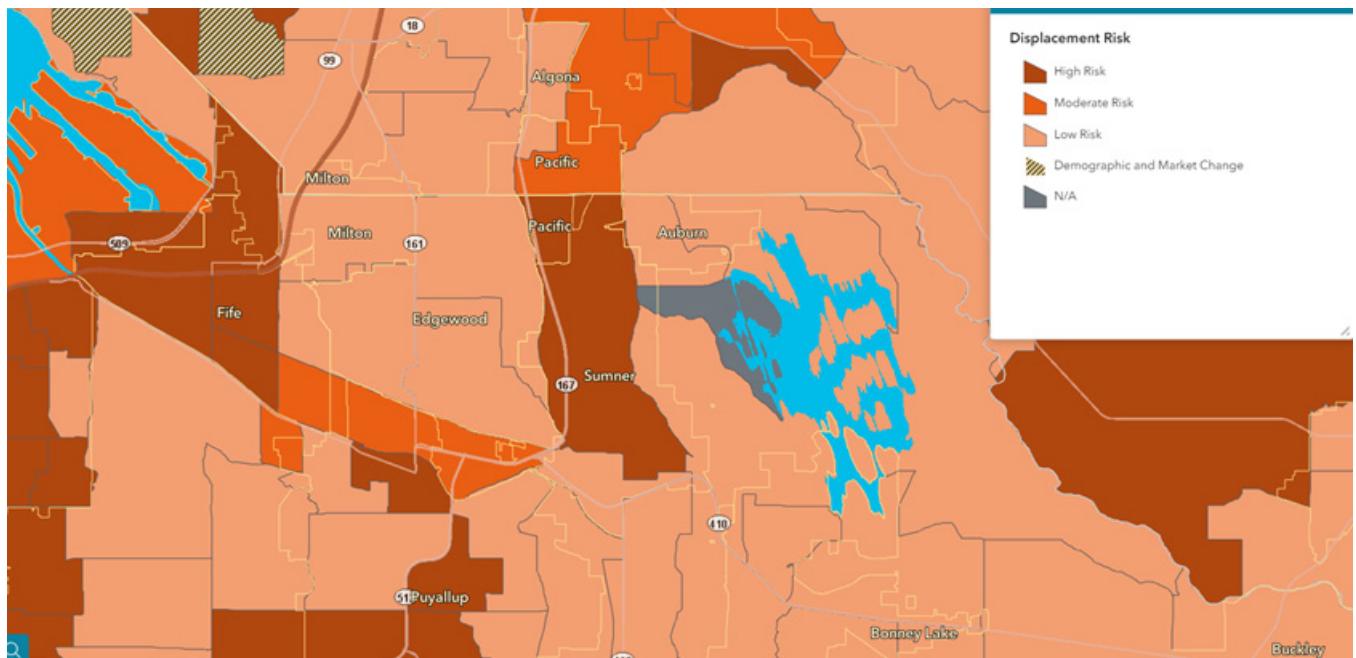 18
99
Algona
Pacific
Milton
Pacific
Milton
161
Auburn
509
Fife
Edgewood
167
Sumner
410
Puyallup
Bonney Lake
Buckley
Displacement Risk
High Risk
Moderate Risk
Low Risk
Demographic and Market Change
N/A